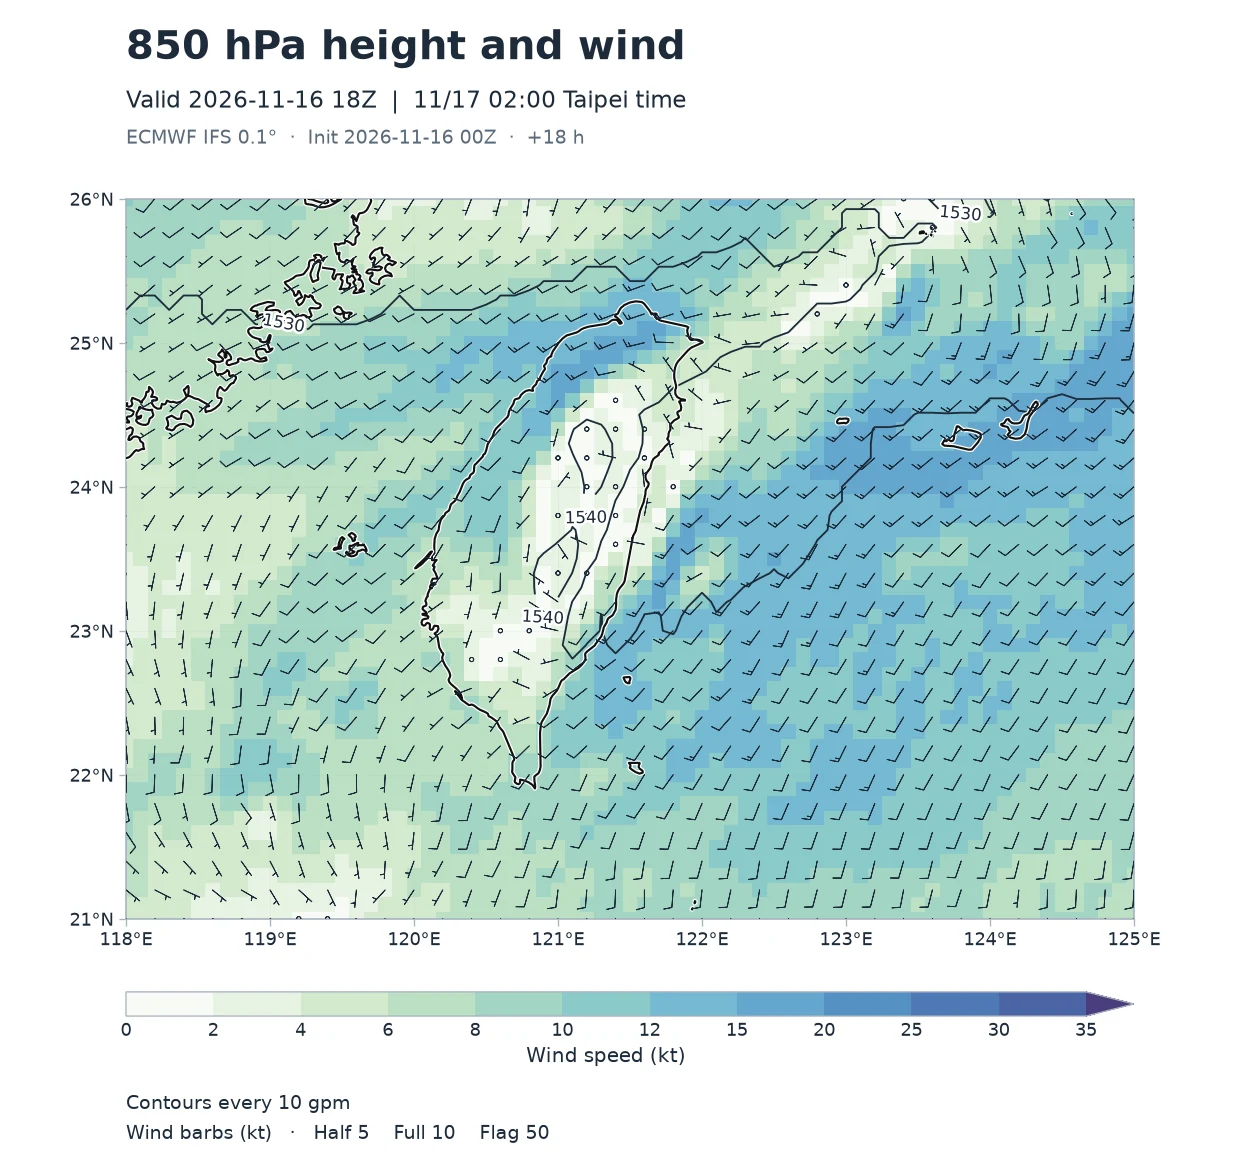 850 hPa height and wind
Valid 2026-11-16 18Z | 11/17 02:00 Taipei time
ECMWF IFS 0.1° · Init 2026-11-16 00Z · +18 h
26°N
1530
1530
25°N
24°N
1540
1540
23°N
22°N
21°N
118°E 119°E 120°E 121°E 122°E 123°E 124°E 125°E
0 2 4 6 8 10 12 15 20 25 30 35
Wind speed (kt)
Contours every 10 gpm
Wind barbs (kt) · Half 5 Full 10 Flag 50